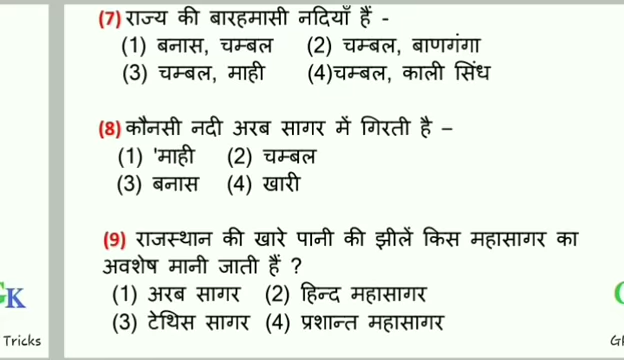 (7) राज्य की बारहमासी नदियाँ हैं -
(1) बनास, चम्बल (2) चम्बल, बाणगंगा
(3) चम्बल, माही (4)चम्बल, काली सिंध
(8) कौनसी नदी अरब सागर में गिरती है –
(1) 'माही (2) चम्बल
(3) बनास (4) खारी
(9) राजस्थान की खारे पानी की झीलें किस महासागर का
अवशेष मानी जाती हैं ?
(1) अरब सागर (2) हिन्द महासागर
(3) टेथिस सागर (4) प्रशान्त महासागर
K
Tricks